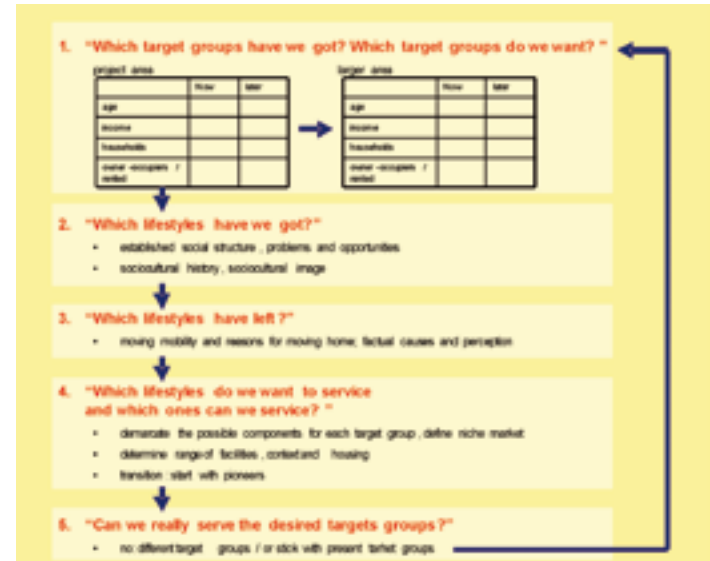 1. "Which target groups have we got? Which target groups do we want? "
project area
larger area
Now later
Now later
age
age
income
income
households
households
owner-occupiers /
rented
owner-occupiers /
rented
2. "Which lifestyles have we got?"
• established social structure , problems and opportunities
• sociocultural history , sociocultural image
3. "Which lifestyles have left ?"
• moving mobility and reasons for moving home; factual causes and perception
4. "Which lifestyles do we want to service
and which ones can we service? "
• demarcate the possible components for each target group , define niche market
• determine range of facilities , context and housing
• transition : start with pioneers
5. "Can we really serve the desired targets groups?"
• no: different target groups / or stick with present tarhet groups